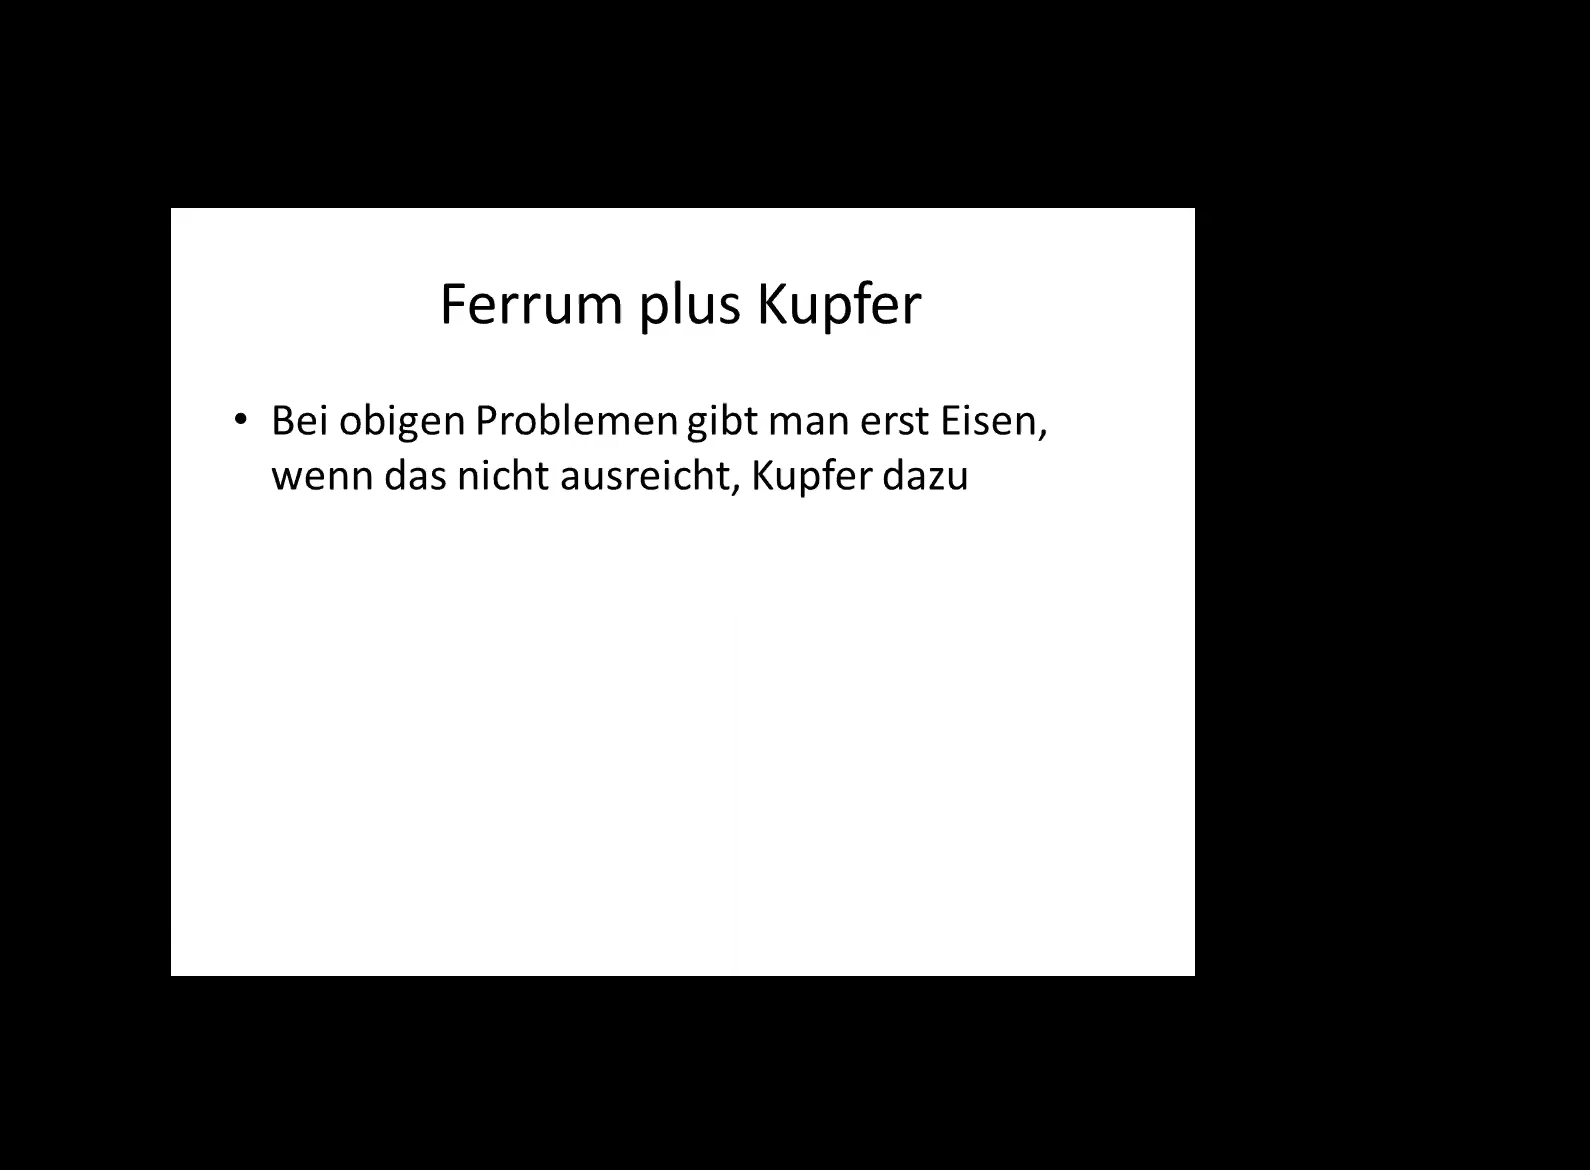 Ferrum plus Kupfer
• Bei obigen Problemen gibt man erst Eisen,
wenn das nicht ausreicht, Kupfer dazu